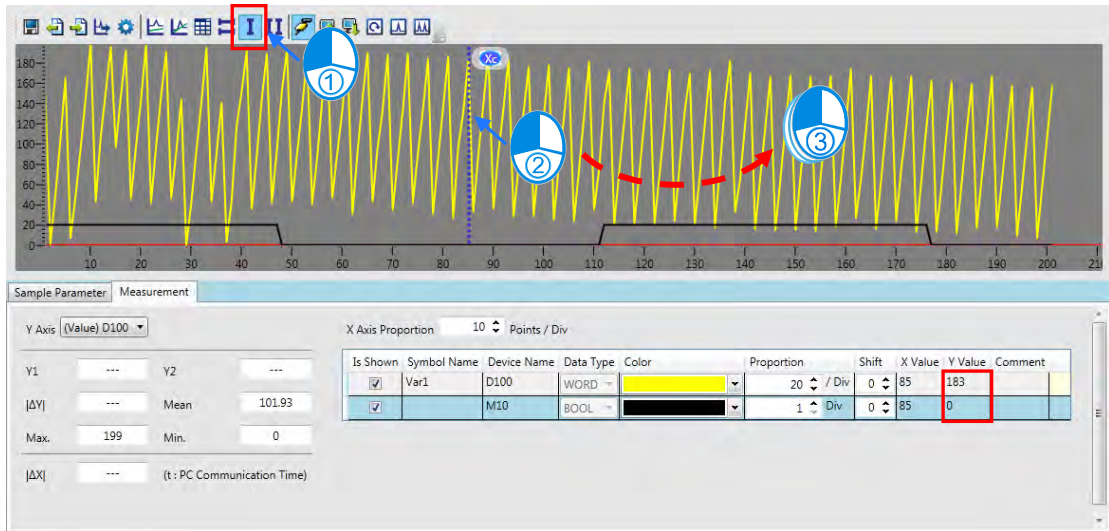 Xc
①
②
③
180
160
140
120
100
80
60
40
20
0
10 20 30 40 50 60 70 80 90 100 110 120 130 140 150 160 170 180 190 200 210
Sample Parameter Measurement
Y Axis (Value) D100 X Axis Proportion 10 Points / Div
Is Shown Symbol Name Device Name Data Type Color Proportion Shift X Value Y Value Comment
Y1 --- Y2 --- Var1 D100 WORD 20 / Div 0 85 183
|ΔY| --- Mean 101.93 M10 BOOL 1 Div 0 85 0
Max. 199 Min. 0
|ΔX| --- (t : PC Communication Time)